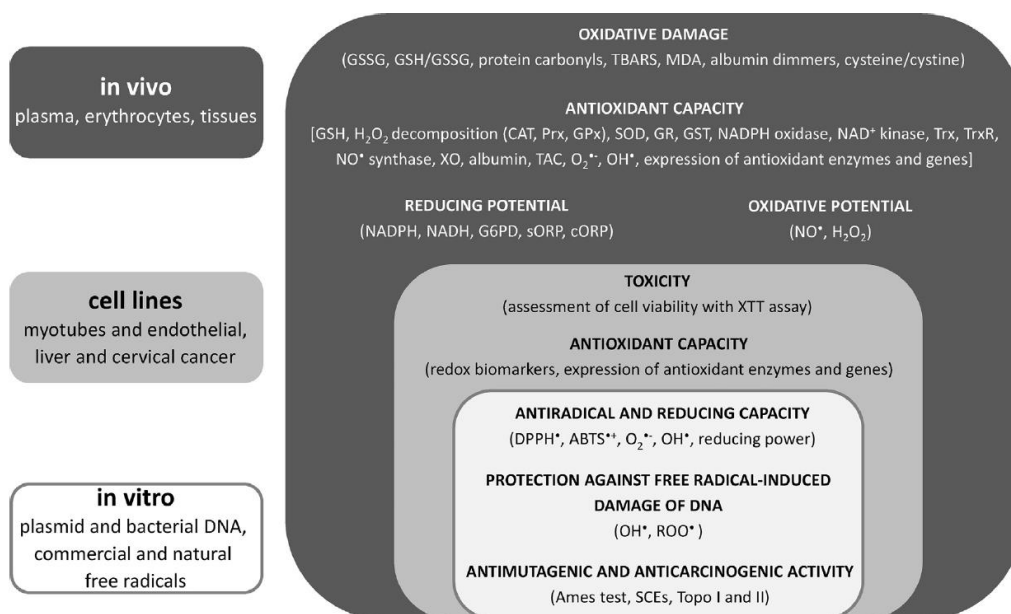 in vivo
plasma, erythrocytes, tissues
cell lines
myotubes and endothelial,
liver and cervical cancer
in vitro
plasmid and bacterial DNA,
commercial and natural
free radicals
OXIDATIVE DAMAGE
(GSSG, GSH/GSSG, protein carbonyls, TBARS, MDA, albumin dimmers, cysteine/cystine)
ANTIOXIDANT CAPACITY
[GSH, H₂O₂ decomposition (CAT, Prx, GPx), SOD, GR, GST, NADPH oxidase, NAD⁺ kinase, Trx, TrxR,
NO• synthase, XO, albumin, TAC, O₂•⁻, OH•, expression of antioxidant enzymes and genes]
REDUCING POTENTIAL
(NADPH, NADH, G6PD, sORP, cORP)
OXIDATIVE POTENTIAL
(NO•, H₂O₂)
TOXICITY
(assessment of cell viability with XTT assay)
ANTIOXIDANT CAPACITY
(redox biomarkers, expression of antioxidant enzymes and genes)
ANTIRADICAL AND REDUCING CAPACITY
(DPPH•, ABTS•⁺, O₂•⁻, OH•, reducing power)
PROTECTION AGAINST FREE RADICAL-INDUCED
DAMAGE OF DNA
(OH•, ROO• )
ANTIMUTAGENIC AND ANTICARCINOGENIC ACTIVITY
(Ames test, SCEs, Topo I and II)